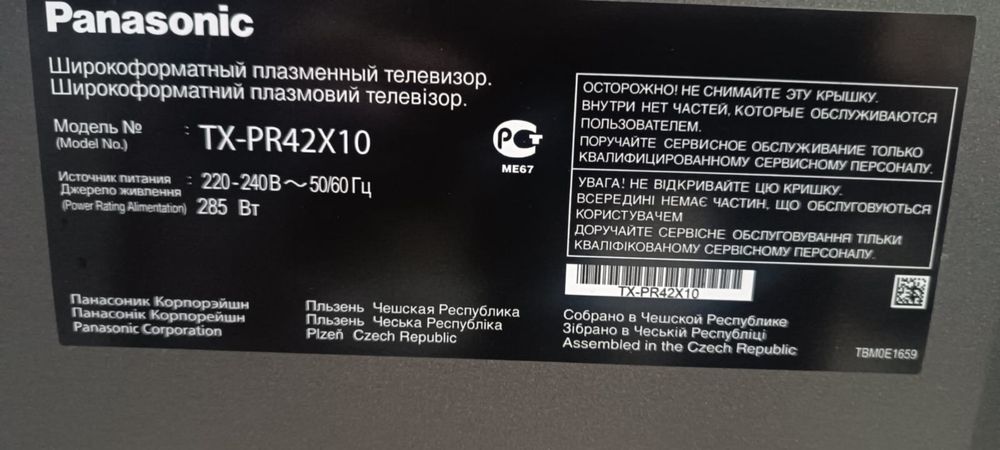 Panasonic
Широкоформатный плазменный телевизор.
Широкоформатний плазмовий телевізор.
Модель № : TX-PR42X10
(Model No.)
Источник питания : 220-240В~50/60 Гц
Джерело живлення
(Power Rating Alimentation) 285 Вт
PCT
ME67
ОСТОРОЖНО! НЕ СНИМАЙТЕ ЭТУ КРЫШКУ.
ВНУТРИ НЕТ ЧАСТЕЙ, КОТОРЫЕ ОБСЛУЖИВАЮТСЯ
ПОЛЬЗОВАТЕЛЕМ.
ПОРУЧАЙТЕ СЕРВИСНОЕ ОБСЛУЖИВАНИЕ ТОЛЬКО
КВАЛИФИЦИРОВАННОМУ СЕРВИСНОМУ ПЕРСОНАЛУ.
УВАГА! НЕ ВІДКРИВАЙТЕ ЦЮ КРИШКУ.
ВСЕРЕДИНІ НЕМАЄ ЧАСТИН, ЩО ОБСЛУГОВУЮТЬСЯ
КОРИСТУВАЧЕМ
ДОРУЧАЙТЕ СЕРВІСНЕ ОБСЛУГОВУВАННЯ ТІЛЬКИ
КВАЛІФІКОВАНОМУ СЕРВІСНОМУ ПЕРСОНАЛУ.
TX-PR42X10
Панасоник Корпорэйшн
Панасонік Корпорейшн
Panasonic Corporation
Пльзень Чешская Республика
Пльзень Чеська Республіка
Plzeň Czech Republic
Собрано в Чешской Республике
Зібрано в Чеській Республіці
Assembled in the Czech Republic
TBM0E1659